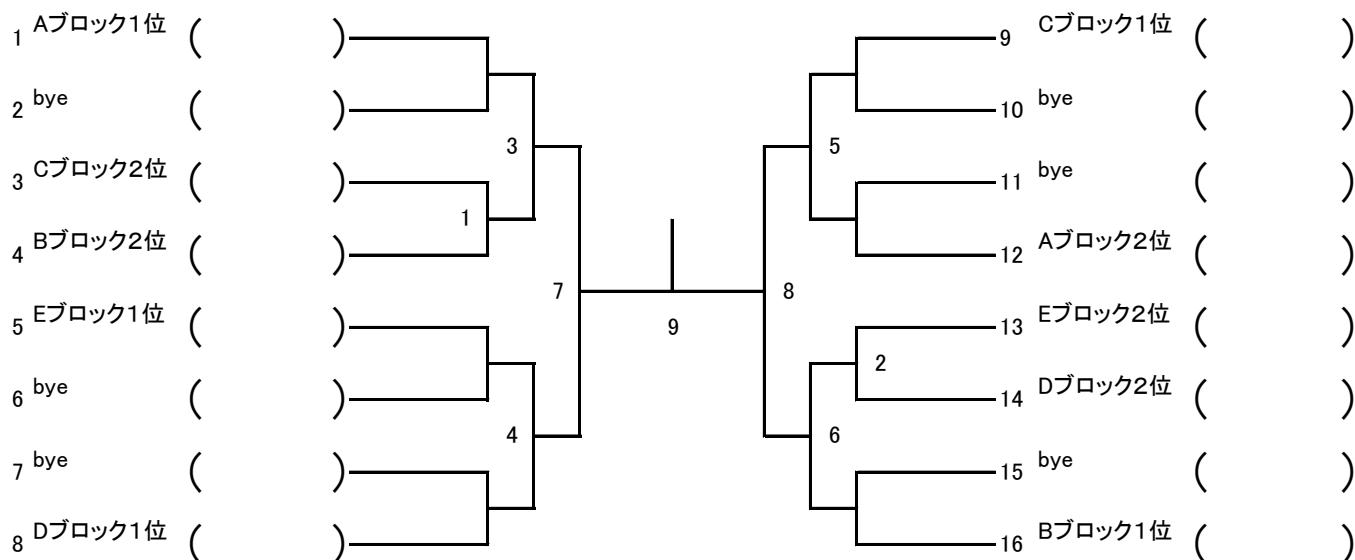 1 Aブロック1位 ( )
2 bye ( )
3 Cブロック2位 ( )
4 Bブロック2位 ( )
5 Eブロック1位 ( )
6 bye ( )
7 bye ( )
8 Dブロック1位 ( )
3
1
7
4
9
5
8
2
6
9 Cブロック1位 ( )
10 bye ( )
11 bye ( )
12 Aブロック2位 ( )
13 Eブロック2位 ( )
14 Dブロック2位 ( )
15 bye ( )
16 Bブロック1位 ( )